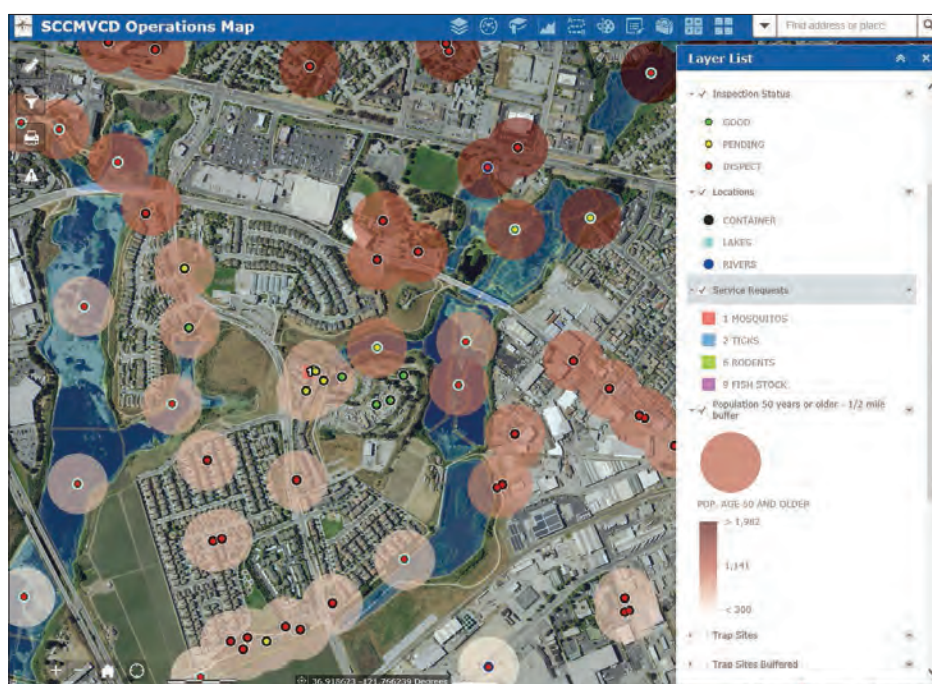 SCCMVCD Operations Map
Find address or place
Layer List
Inspection Status
GOOD
PENDING
INSPECT
Locations
CONTAINER
LAKES
RIVERS
Service Requests
1 MOSQUITOS
2 TICKS
6 RODENTS
9 FISH STOCK
Population 50 years or older - 1/2 mile
buffer
POP. AGE 50 AND OLDER
> 1,982
1,141
< 300
Trap Sites
Trap Sites Buffered
36.918623 -121.766239 Degrees